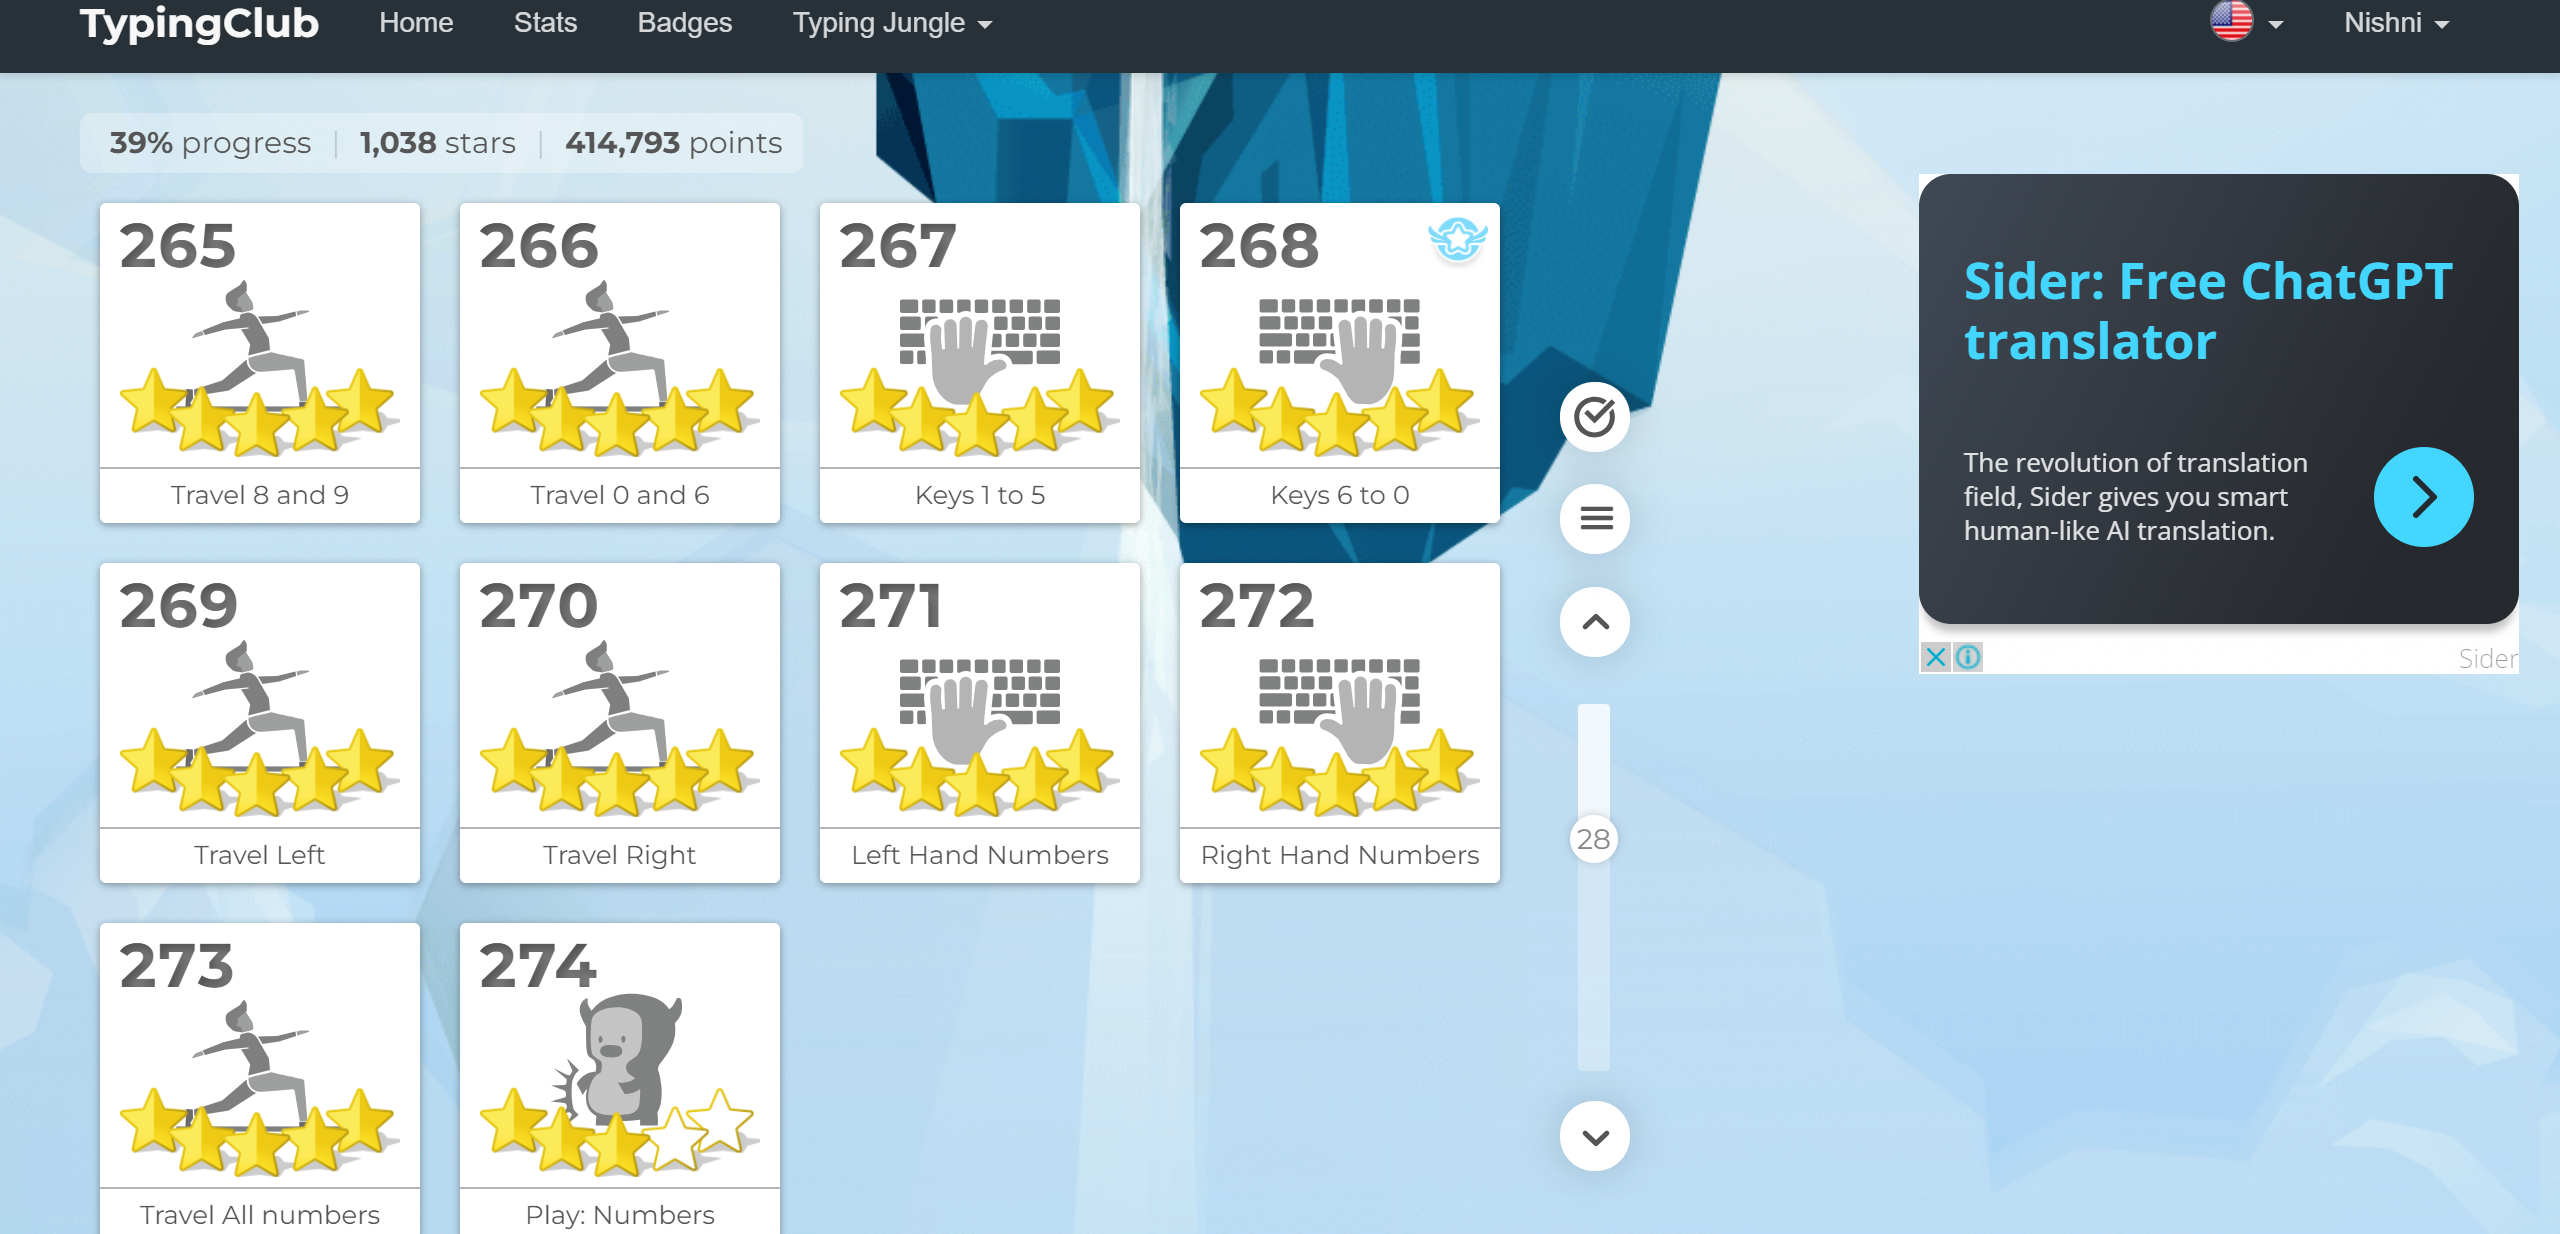 TypingClub Home Stats Badges Typing Jungle Nishni
39% progress | 1,038 stars | 414,793 points
265
Travel 8 and 9
266
Travel 0 and 6
267
Keys 1 to 5
268
Keys 6 to 0
269
Travel Left
270
Travel Right
271
Left Hand Numbers
272
Right Hand Numbers
273
Travel All numbers
274
Play: Numbers
28
Sider: Free ChatGPT
translator
The revolution of translation
field, Sider gives you smart
human-like AI translation.
Sider